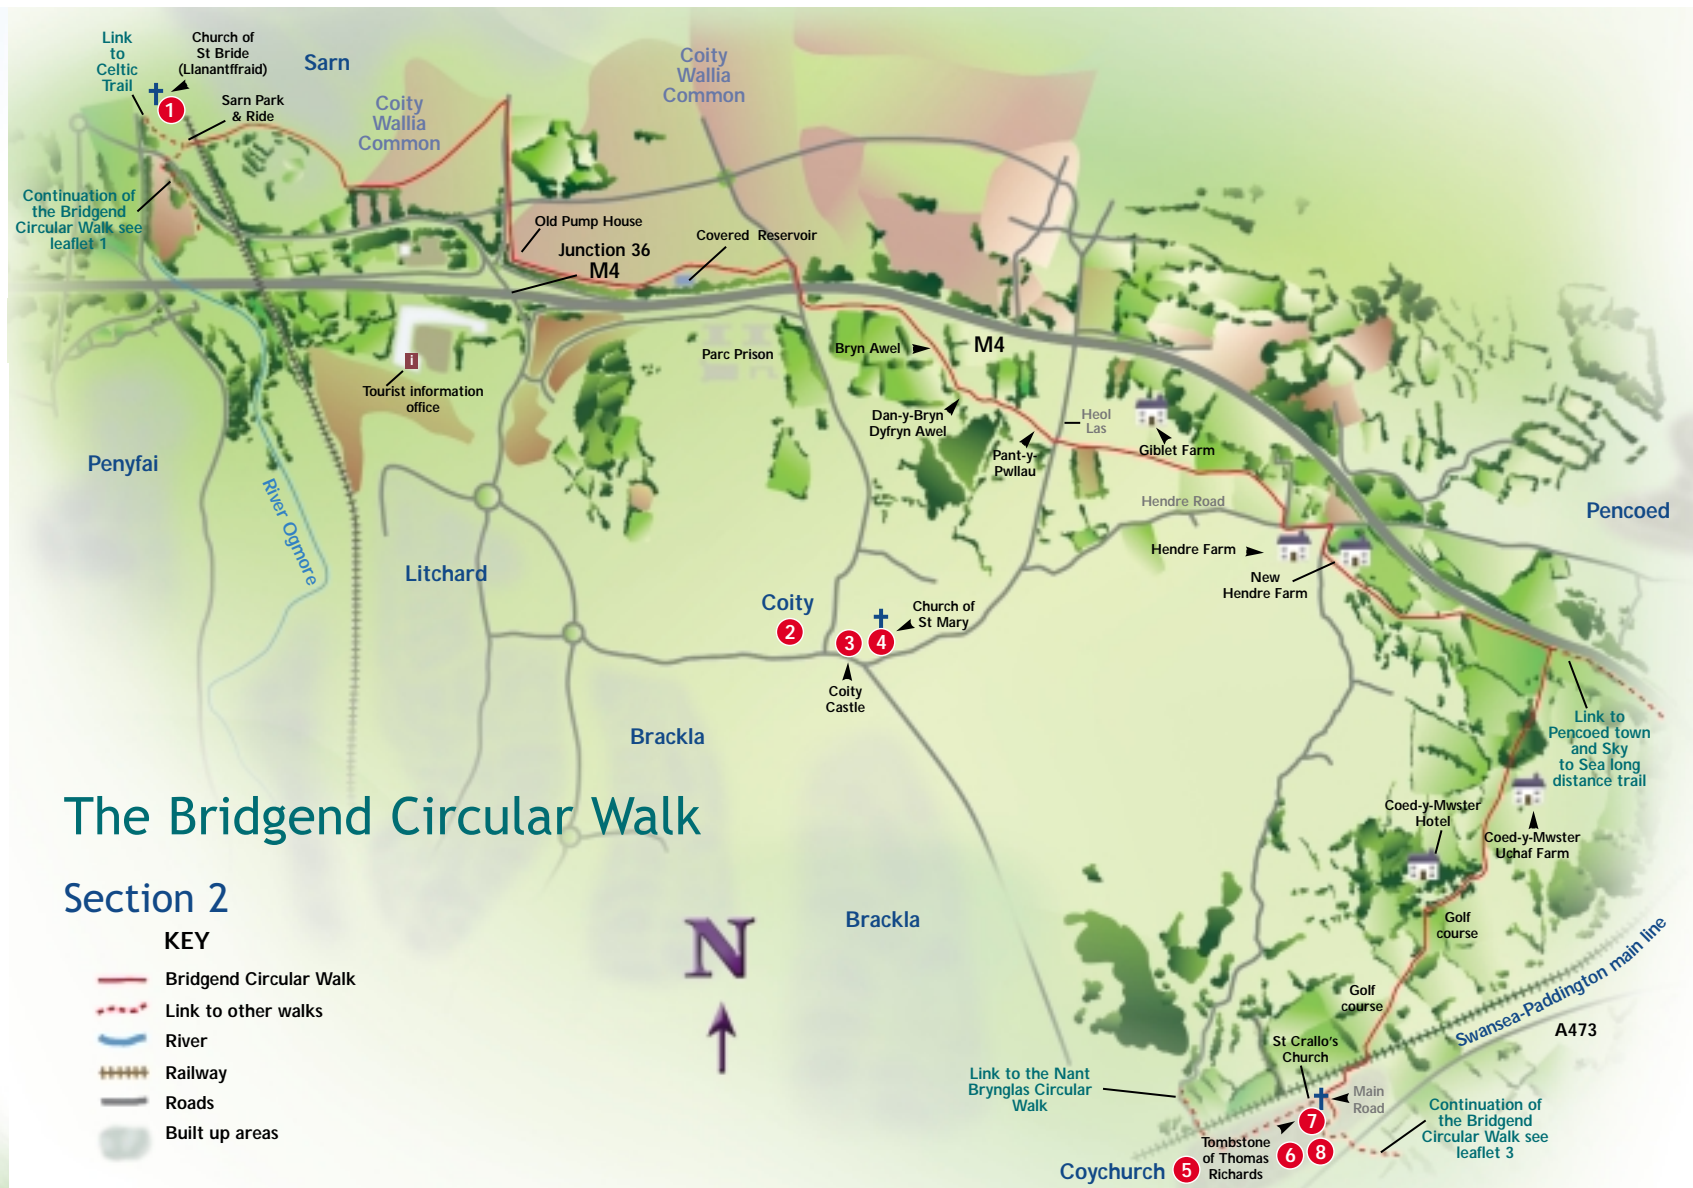 Link
to
Celtic
Trail
Church of
St Bride
(Llanantffraid)
1
Sarn Park
& Ride
Sarn
Coity
Wallia
Common
Coity
Wallia
Common
Continuation of
the Bridgend
Circular Walk see
leaflet 1
Old Pump House
Junction 36
M4
Covered Reservoir
Parc Prison
Bryn Awel
M4
i
Tourist information
office
Dan-y-Bryn
Dyfryn Awel
Heol
Las
Pant-y-
Pwllau
Giblet Farm
Penyfai
River Ogmore
Hendre Road
Pencoed
Hendre Farm
New
Hendre Farm
Litchard
Coity
2
3
4
Church of
St Mary
Coity
Castle
Brackla
Link to
Pencoed town
and Sky
to Sea long
distance trail
Coed-y-Mwster
Hotel
Coed-y-Mwster
Uchaf Farm
The Bridgend Circular Walk
Section 2
KEY
Bridgend Circular Walk
Link to other walks
River
Railway
Roads
Built up areas
N
Brackla
Golf
course
Golf
course
Swansea-Paddington main line
A473
St Crallo's
Church
Main
Road
Link to the Nant
Brynglas Circular
Walk
7
Tombstone
of Thomas
Richards
6
8
Coychurch
5
Continuation of
the Bridgend
Circular Walk see
leaflet 3